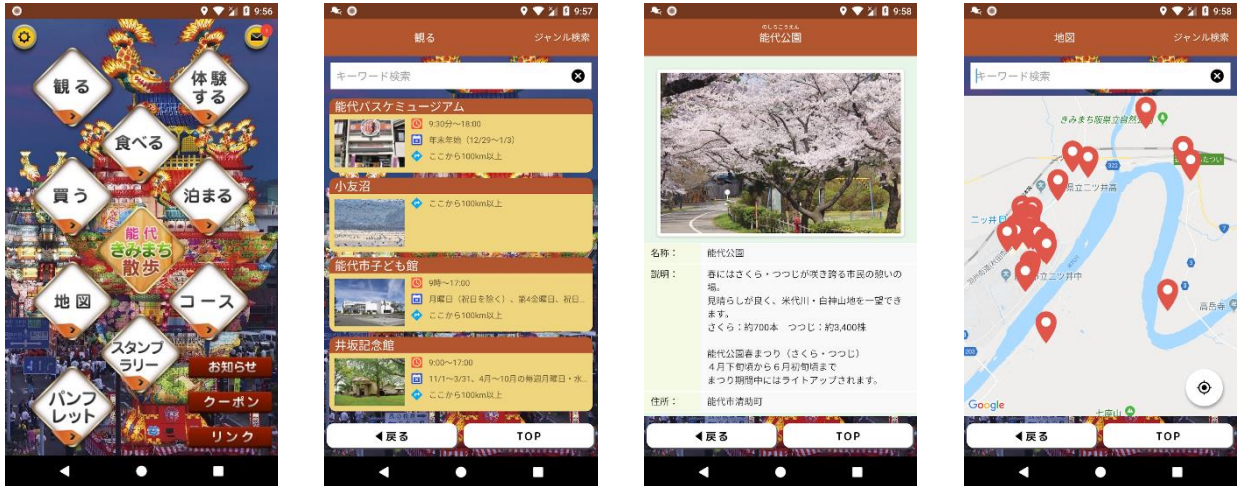 9:56
観る
体験
する
食べる
買う
泊まる
能代
きみまち
散歩
地図
コース
スタンプ
ラリー
お知らせ
パンフ
レット
クーポン
リンク
9:57
観る
ジャンル検索
キーワード検索
能代バスケミュージアム
9:30分～18:00
年末年始（12/29～1/3）
ここから100km以上
小友沼
ここから100km以上
能代市子ども館
9時～17:00
月曜日（祝日を除く）、第4金曜日、祝日...
ここから100km以上
井坂記念館
9:00～17:00
11/1～3/31、4月～10月の毎週月曜日・水...
ここから100km以上
戻る
TOP
9:58
のしろこうえん
能代公園
名称：
能代公園
説明：
春にはさくら・つつじが咲き誇る市民の憩いの
場。
見晴らしが良く、米代川・白神山地を一望でき
ます。
さくら：約700本　つつじ：約3,400株
能代公園春まつり（さくら・つつじ）
４月下旬頃から６月初旬頃まで
まつり期間中にはライトアップされます。
住所：
能代市清助町
戻る
TOP
9:58
地図
ジャンル検索
キーワード検索
きみまち阪県立自然
322
県立二ツ井高
二ツ井
7
立二ツ井中
高岳寺
202
Google
七座山
戻る
TOP